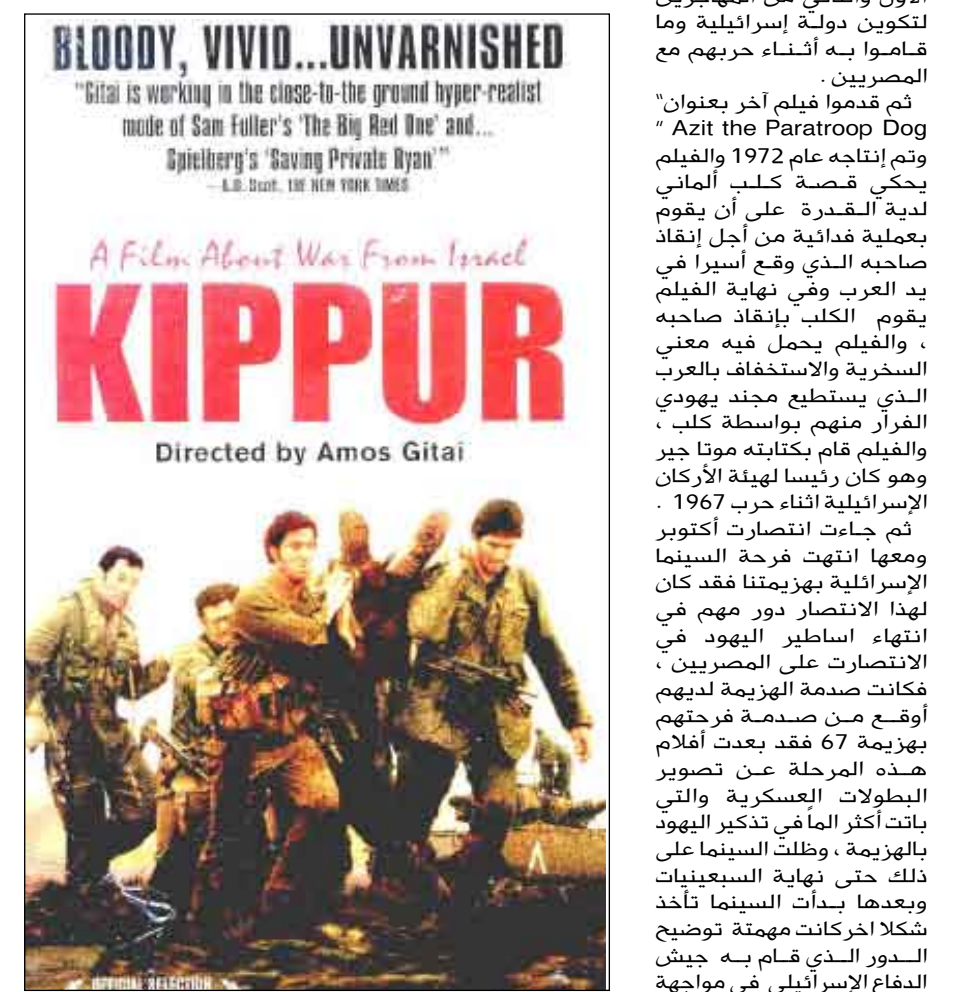 BLOODY, VIVID...UNVARNISHED
"Gitai is working in the close-to-the ground hyper-realist
mode of Sam Fuller's 'The Big Red One' and...
Spielberg's 'Saving Private Ryan'"
THE NEW YORK TIMES
A Film About War From Israel
KIPPUR
Directed by Amos Gitai
OFFICIAL SELECTION
لتكوين دولة إسرائيلية وما
قاموا به أثناء حربهم مع
المصريين .
ثم قدموا فيلم آخر بعنوان"
" Azit the Paratroop Dog
وتم إنتاجه عام 1972 والفيلم
يحكي قصة كلب ألماني
لدية القدرة على أن يقوم
بعملية فدائية من أجل إنقاذ
صاحبه الذي وقع أسيرا في
يد العرب وفي نهاية الفيلم
يقوم الكلب بإنقاذ صاحبه
، والفيلم يحمل فيه معني
السخرية والاستخفاف بالعرب
الذي يستطيع مجند يهودي
الفرار منهم بواسطة كلب ،
والفيلم قام بكتابته موتا جير
وهو كان رئيسا لهيئة الأركان
الإسرائيلية اثناء حرب 1967 .
ثم جاءت انتصارت أكتوبر
ومعها انتهت فرحة السينما
الإسرائلية بهزيمتنا فقد كان
لهذا الانتصار دور مهم في
انتهاء اساطير اليهود في
الانتصارت على المصريين ،
فكانت صدمة الهزيمة لديهم
أوقع من صدمة فرحتهم
بهزيمة 67 فقد بعدت أفلام
هذه المرحلة عن تصوير
البطولات العسكرية والتي
باتت أكثر الماً في تذكير اليهود
بالهزيمة ، وظلت السينما على
ذلك حتى نهاية السبعينيات
وبعدها بدأت السينما تأخذ
شكلا اخر كانت مهمتة توضيح
الدور الذي قام به جيش
الدفاع الإسرائيلي في مواجهة